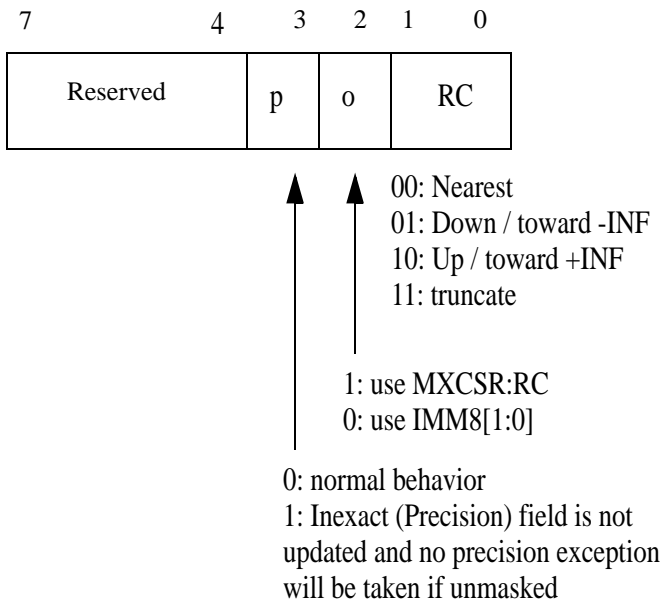 7 4 3 2 1 0
Reserved p o RC
00: Nearest
01: Down / toward -INF
10: Up / toward +INF
11: truncate
1: use MXCSR:RC
0: use IMM8[1:0]
0: normal behavior
1: Inexact (Precision) field is not
updated and no precision exception
will be taken if unmasked